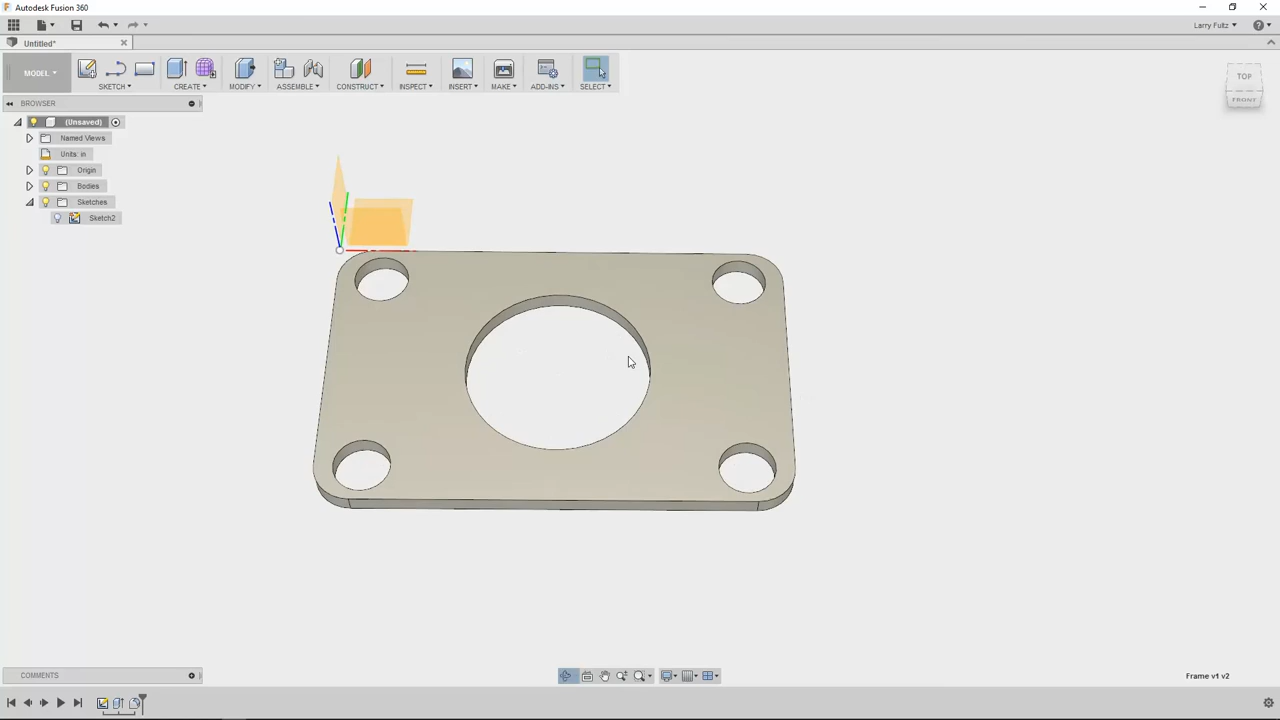 Autodesk Fusion 360
Larry Fultz
Untitled*
MODEL
SKETCH
CREATE
MODIFY
ASSEMBLE
CONSTRUCT
INSPECT
INSERT
MAKE
ADD-INS
SELECT
TOP
FRONT
BROWSER
(Unsaved)
Named Views
Units: in
Origin
Bodies
Sketches
Sketch2
COMMENTS
Frame v1 v2